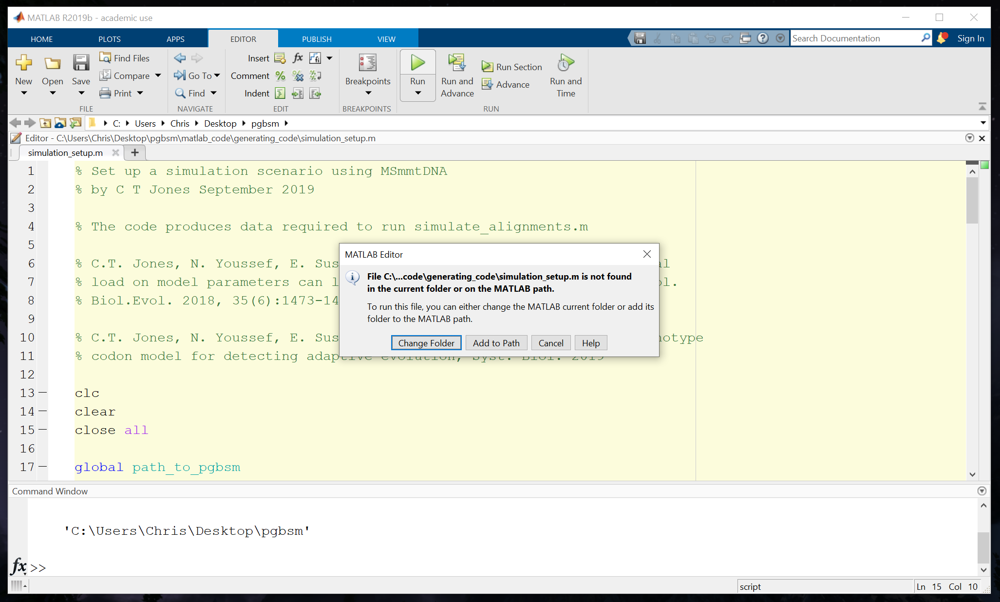 MATLAB R2019b - academic use
HOME PLOTS APPS EDITOR PUBLISH VIEW
Search Documentation
Sign In
New
Open
Save
Find Files
Compare
Print
FILE
Go To
Find
NAVIGATE
Insert
Comment
Indent
EDIT
Breakpoints
BREAKPOINTS
Run
Run and
Advance
Run Section
Advance
Run and
Time
RUN
C: Users Chris Desktop pgbsm
Editor - C:\Users\Chris\Desktop\pgbsm\matlab_code\generating_code\simulation_setup.m
simulation_setup.m
1 % Set up a simulation scenario using MSmmtDNA
2 % by C T Jones September 2019
3
4 % The code produces data required to run simulate_alignments.m
5
6 % C.T. Jones, N. Youssef, E. Sus al
7 % load on model parameters can l ol.
8 % Biol.Evol. 2018, 35(6):1473-14
9
10 % C.T. Jones, N. Youssef, E. Sus notype
11 % codon model for detecting adaptive evolution, Syst. Biol. 2019
12
13 clc
14 clear
15 close all
16
17 global path_to_pgbsm
MATLAB Editor
File C:\...code\generating_code\simulation_setup.m is not found
in the current folder or on the MATLAB path.
To run this file, you can either change the MATLAB current folder or add its
folder to the MATLAB path.
Change Folder
Add to Path
Cancel
Help
Command Window
'C:\Users\Chris\Desktop\pgbsm'
fx >>
script
Ln 15 Col 10